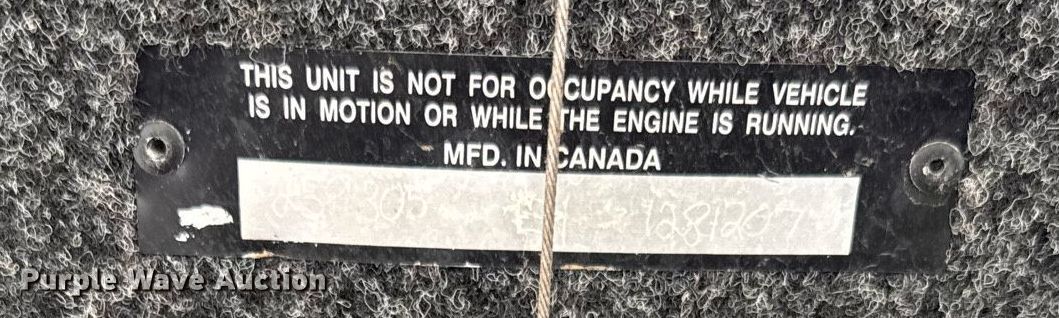 THIS UNIT IS NOT FOR OCCUPANCY WHILE VEHICLE
IS IN MOTION OR WHILE THE ENGINE IS RUNNING.
MFD. IN CANADA
1281207
Purple Wave Auction